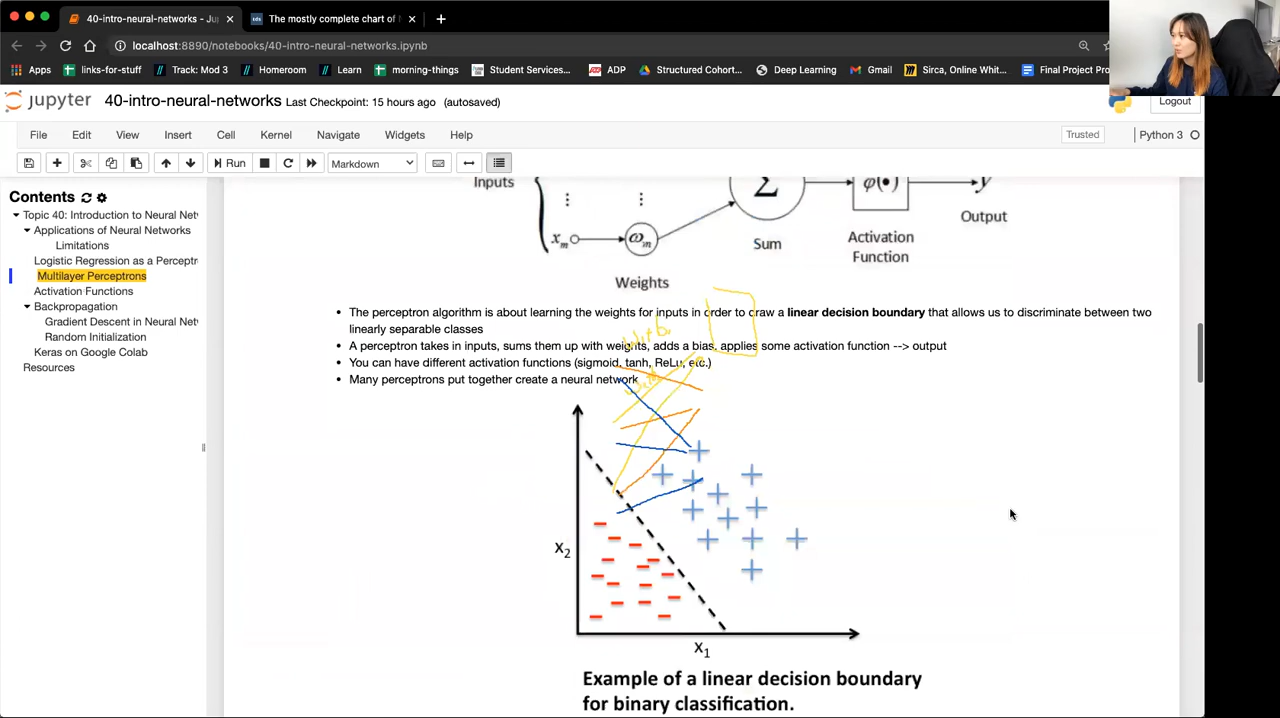 40-intro-neural-networks - Ju
The mostly complete chart of
localhost:8890/notebooks/40-intro-neural-networks.ipynb
Apps links-for-stuff Track: Mod 3 Homeroom Learn morning-things Student Services... ADP Structured Cohort... Deep Learning Gmail Sirca, Online Whit... Final Project Pro
jupyter 40-intro-neural-networks Last Checkpoint: 15 hours ago (autosaved)
Logout
File Edit View Insert Cell Kernel Navigate Widgets Help
Trusted
Python 3
Run
Markdown
Contents
Topic 40: Introduction to Neural Net
Applications of Neural Networks
Limitations
Logistic Regression as a Perceptr
Multilayer Perceptrons
Activation Functions
Backpropagation
Gradient Descent in Neural Net
Random Initialization
Keras on Google Colab
Resources
Inputs
Σ
φ(•)
y
Output
xm
ωm
Sum
Activation
Function
Weights
• The perceptron algorithm is about learning the weights for inputs in order to draw a linear decision boundary that allows us to discriminate between two
linearly separable classes
• A perceptron takes in inputs, sums them up with weights, adds a bias, applies some activation function --> output
• You can have different activation functions (sigmoid, tanh, ReLu, etc.)
• Many perceptrons put together create a neural network
x2
x1
Example of a linear decision boundary
for binary classification.